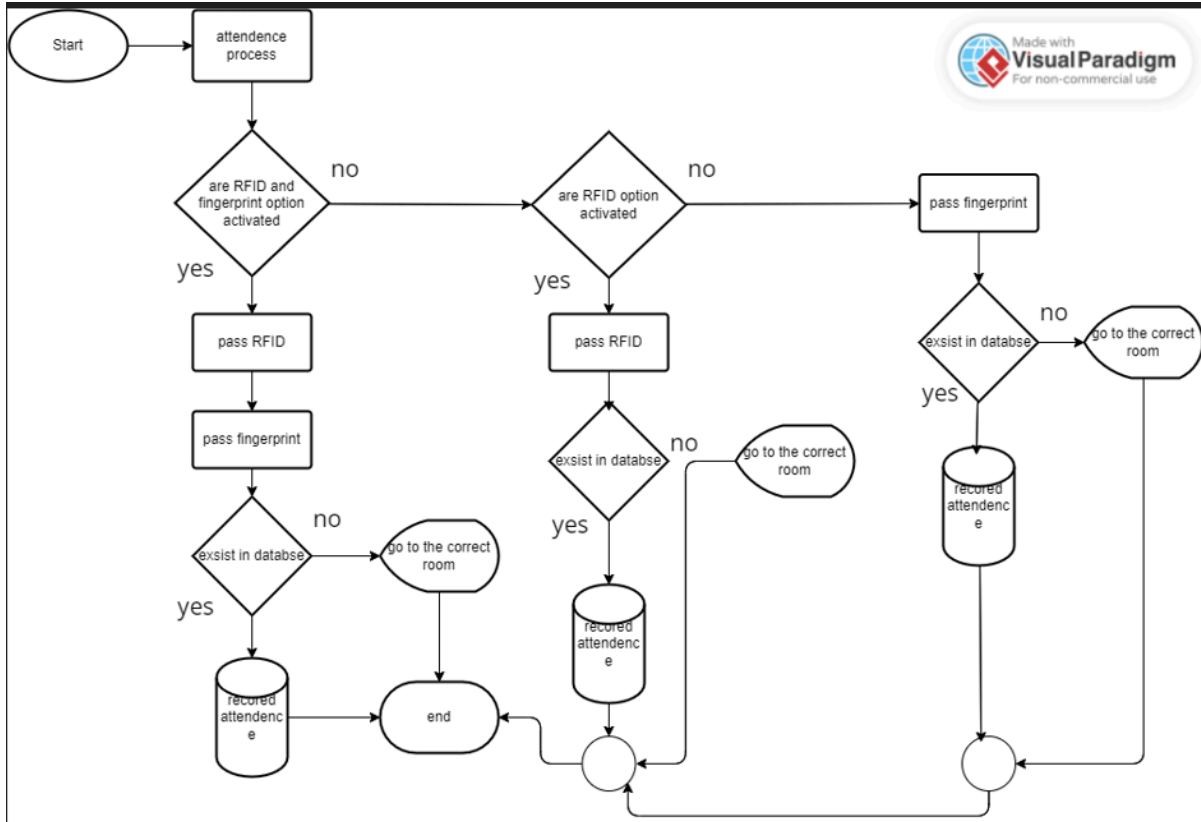 Start
attendence
process
Made with
VisualParadigm
For non-commercial use
are RFID and
fingerprint option
activated
no
are RFID option
activated
no
pass fingerprint
yes
yes
exsist in databse
no
go to the correct
room
yes
pass RFID
pass RFID
pass fingerprint
exsist in databse
no
go to the correct
room
yes
recored
attendenc
e
exsist in databse
no
go to the correct
room
yes
recored
attendenc
e
recored
attendenc
e
end